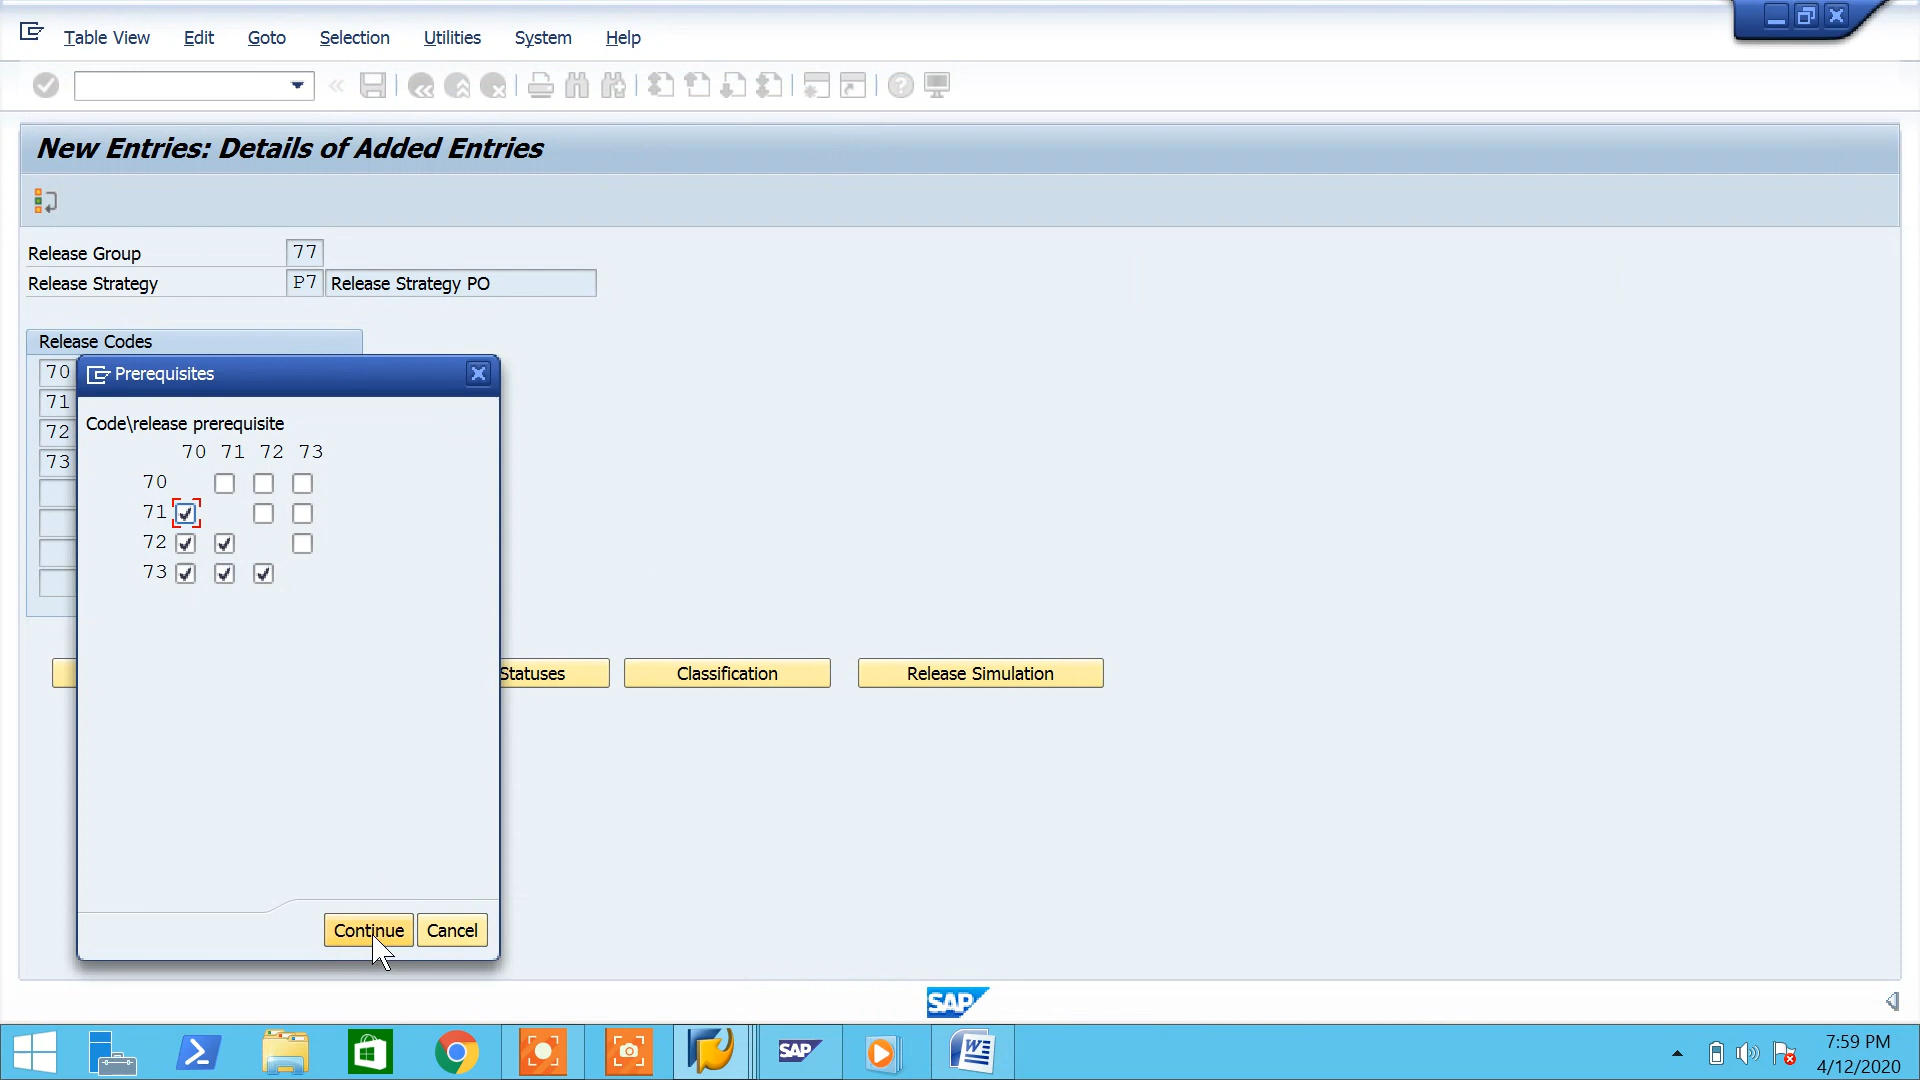 Table View Edit Goto Selection Utilities System Help
New Entries: Details of Added Entries
Release Group 77
Release Strategy P7 Release Strategy PO
Release Codes
70
71
72
73
Prerequisites
Code\release prerequisite
70 71 72 73
70
71
72
73
Statuses Classification Release Simulation
Continue Cancel
SAP
SAP
7:59 PM
4/12/2020